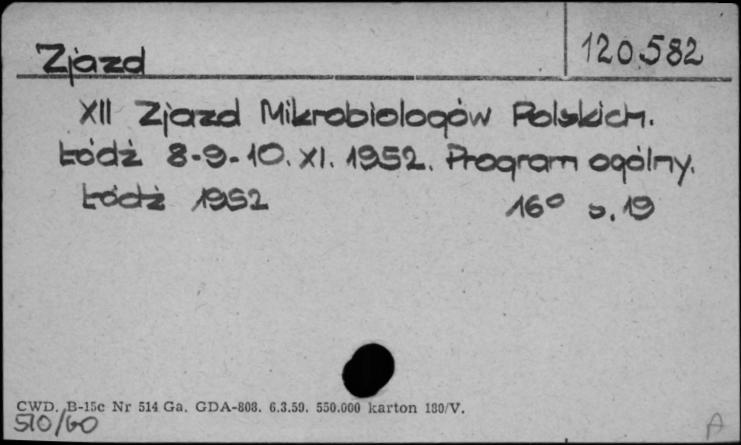 Zjazd
120.582
XII Zjazd Mikrobiologów Polskich.
Łódź 8-9-10.XI.1952. Program ogólny.
Łódź 1952 16° s.19
CWD. B-15c Nr 514 Ga. GDA-808. 6.3.59. 550.000 karton 180/V.
510/60
A